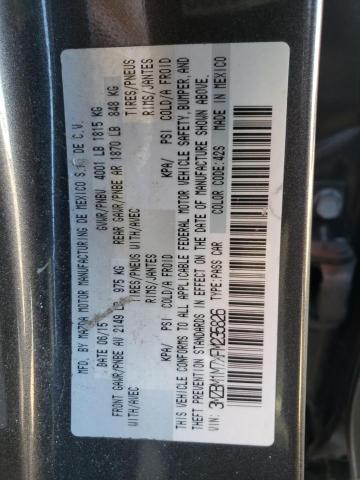 MFD. BY MAZDA MOTOR MANUFACTURING DE MEXICO S.A. DE C.V.
DATE: 06/15 GVWR/PNBV 4001 LB 1815 KG
FRONT GAWR/PNBE AV 2149 LB 975 KG REAR GAWR/PNBE AR 1870 LB 848 KG
WITH/AVEC TIRES/PNEUS WITH/AVEC TIRES/PNEUS
RIMS/JANTES RIMS/JANTES
KPA/ PSI COLD/A FROID KPA/ PSI COLD/A FROID
THIS VEHICLE CONFORMS TO ALL APPLICABLE FEDERAL MOTOR VEHICLE SAFETY, BUMPER, AND
THEFT PREVENTION STANDARDS IN EFFECT ON THE DATE OF MANUFACTURE SHOWN ABOVE.
VIN: 3MZBM1M7XFM235826 TYPE: PASS CAR COLOR CODE: 42S MADE IN MEXICO